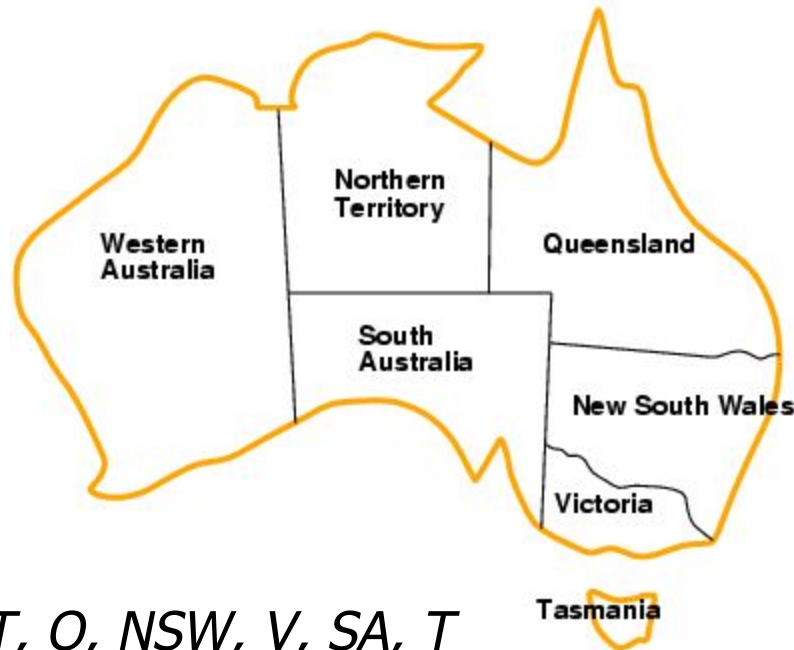 Northern
Territory
Western
Australia
Queensland
South
Australia
New South Wales
Victoria
Tasmania
T, Q, NSW, V, SA, T